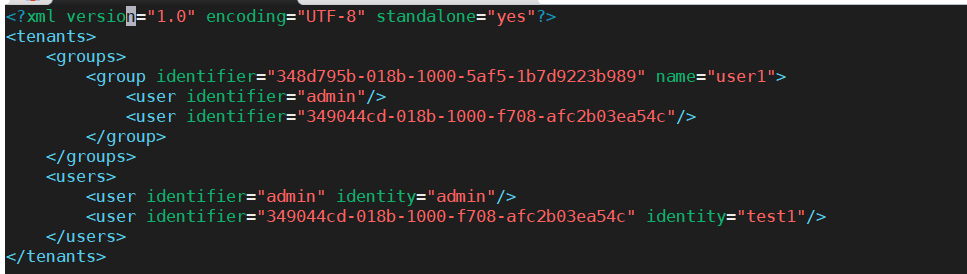 <?xml version="1.0" encoding="UTF-8" standalone="yes"?>
<tenants>
    <groups>
        <group identifier="348d795b-018b-1000-5af5-1b7d9223b989" name="user1">
            <user identifier="admin"/>
            <user identifier="349044cd-018b-1000-f708-afc2b03ea54c"/>
        </group>
    </groups>
    <users>
        <user identifier="admin" identity="admin"/>
        <user identifier="349044cd-018b-1000-f708-afc2b03ea54c" identity="test1"/>
    </users>
</tenants>